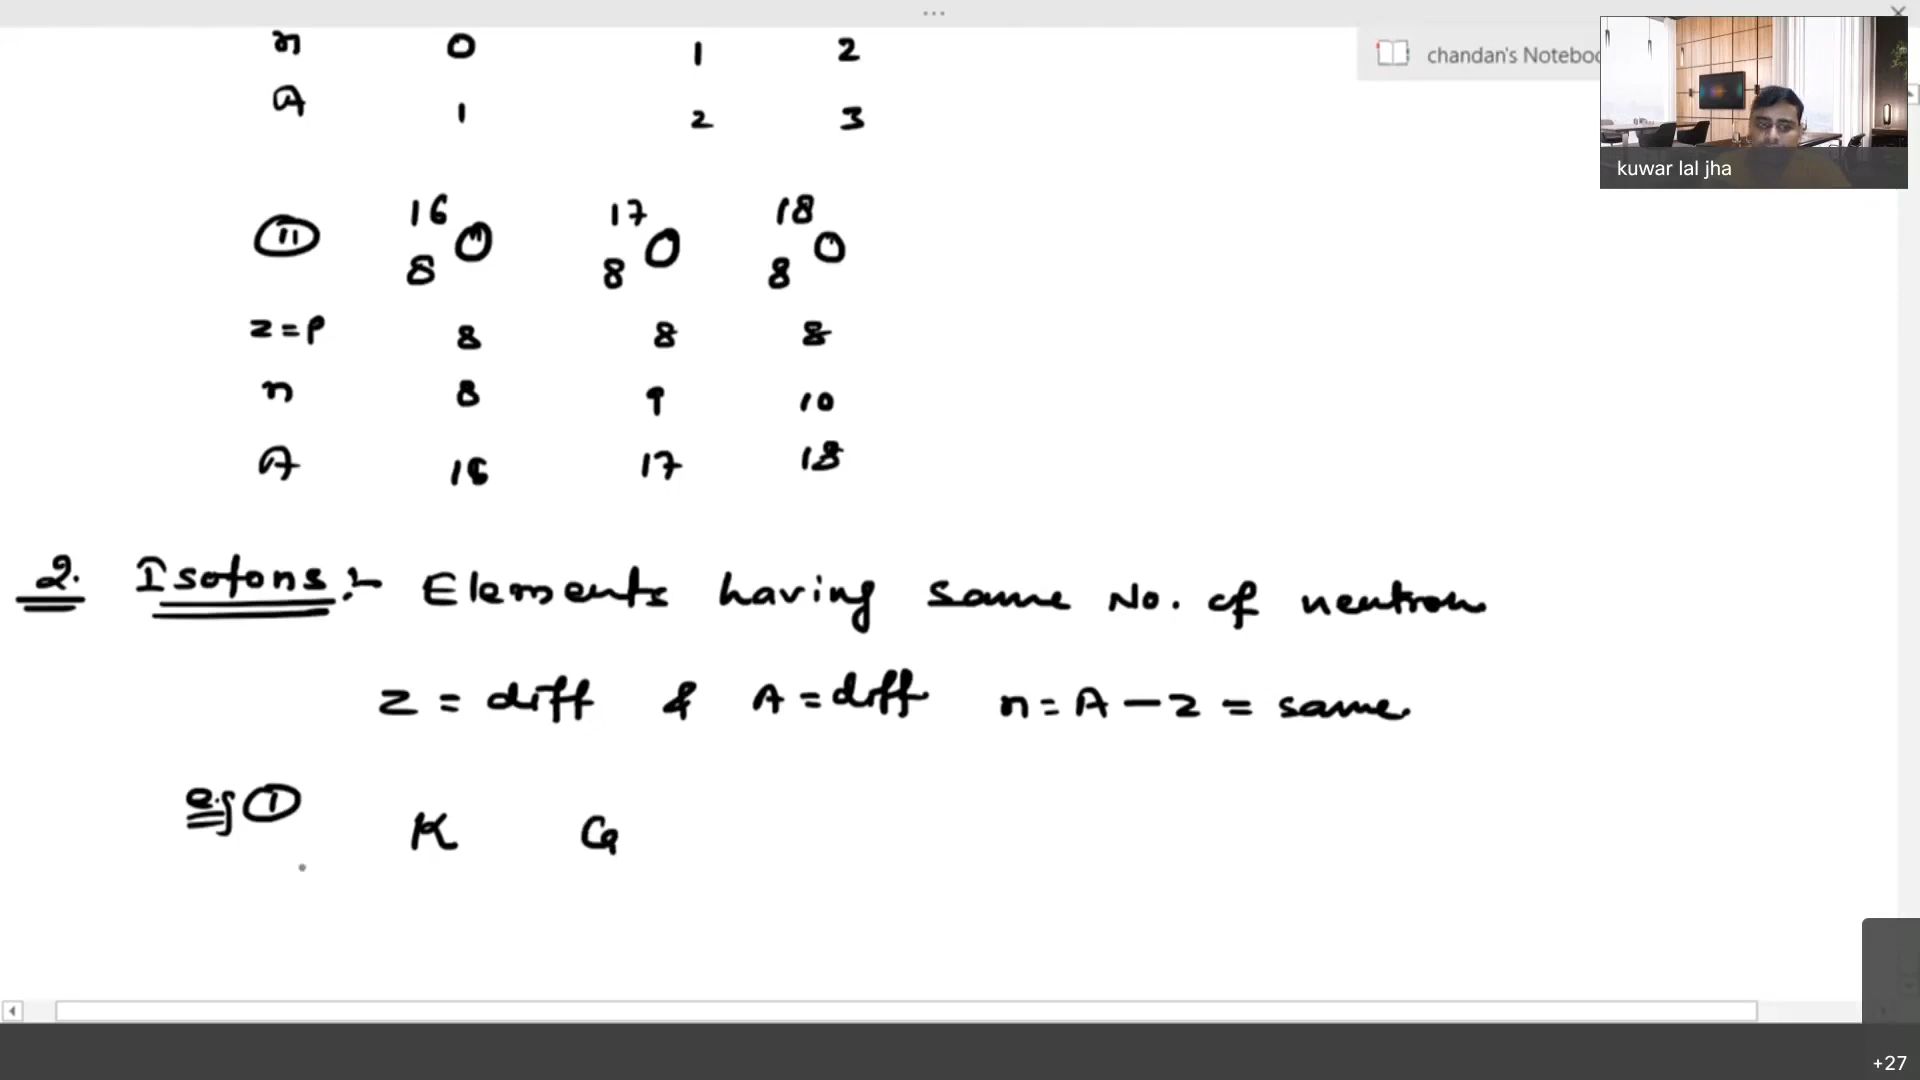 n 0 1 2
chandan's Noteboo
A 1 2 3
kuwar lal jha
16 17 18
(11) O O O
8 8 8
z=p 8 8 8
n 8 9 10
A 16 17 18
2. Isotons :- Elements having same No. of neutron
z = diff & A = diff n = A - z = same.
e.g (1) K Ca
+27